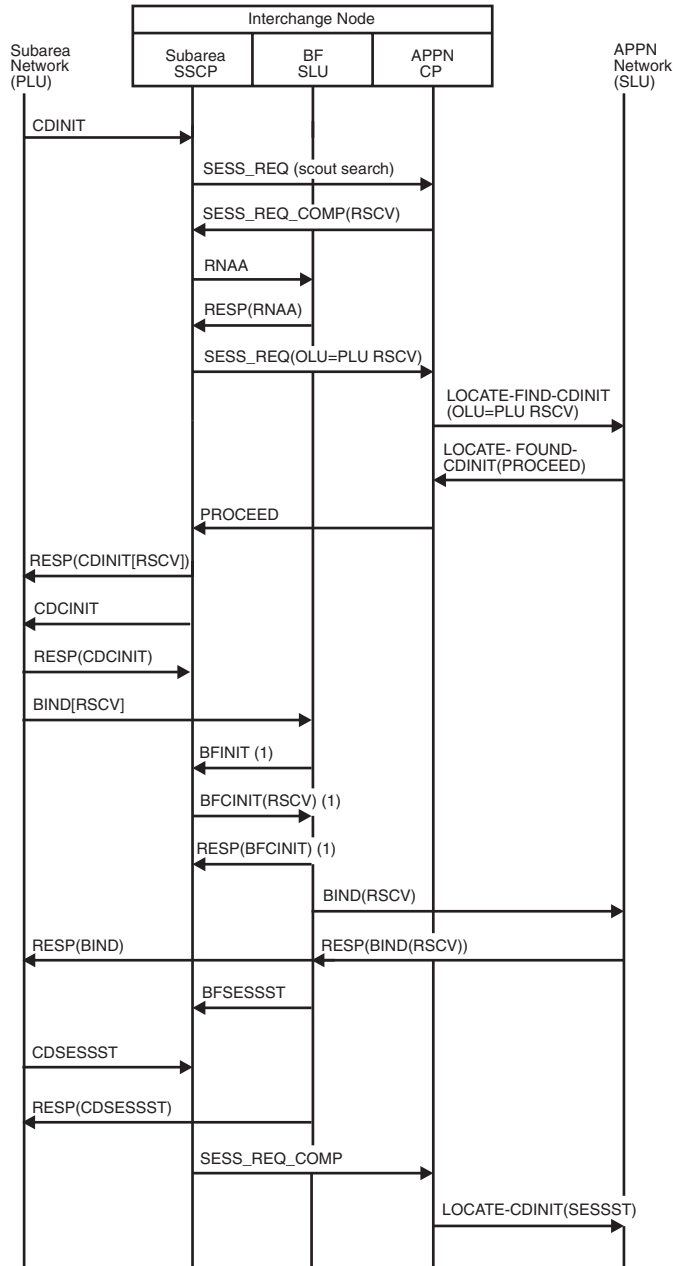 Interchange Node
Subarea
Network
(PLU)
Subarea
SSCP
BF
SLU
APPN
CP
APPN
Network
(SLU)
CDINIT
SESS_REQ (scout search)
SESS_REQ_COMP(RSCV)
RNAA
RESP(RNAA)
SESS_REQ(OLU=PLU RSCV)
LOCATE-FIND-CDINIT
(OLU=PLU RSCV)
LOCATE- FOUND-
CDINIT(PROCEED)
PROCEED
RESP(CDINIT[RSCV])
CDCINIT
RESP(CDCINIT)
BIND[RSCV]
BFINIT (1)
BFCINIT(RSCV) (1)
RESP(BFCINIT) (1)
BIND(RSCV)
RESP(BIND)
RESP(BIND(RSCV))
BFSESSST
CDSESSST
RESP(CDSESSST)
SESS_REQ_COMP
LOCATE-CDINIT(SESSST)